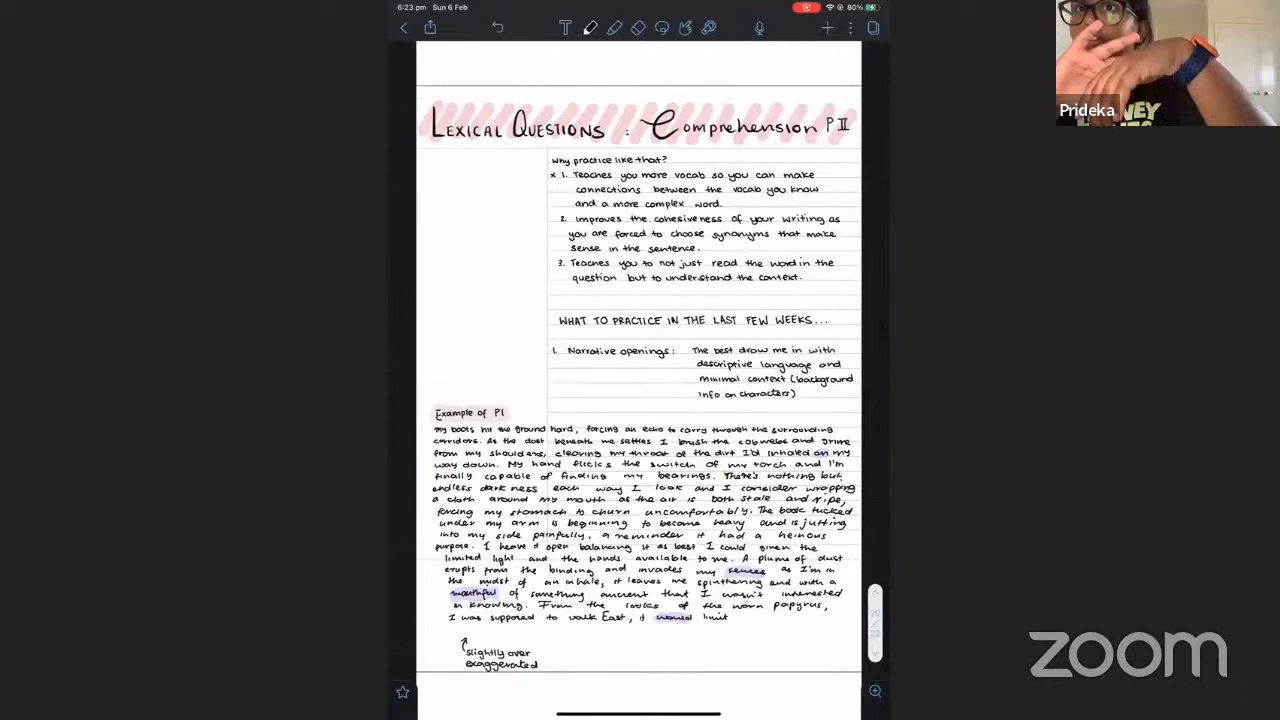 6:23 pm Sun 6 Feb
80%
Prideka
LEXICAL QUESTIONS : Comprehension P II
Why practice like that?
x 1. Teaches you more vocab so you can make
connections between the vocab you know
and a more complex word.
2. Improves the cohesiveness of your writing as
you are forced to choose synonyms that make
sense in the sentence.
3. Teaches you to not just read the word in the
question but to understand the context.
WHAT TO PRACTICE IN THE LAST FEW WEEKS...
1. Narrative openings: The best draw me in with
descriptive language and
minimal context (background
info on characters)
Example of P1
My boots hit the ground hard, forcing an echo to carry through the surrounding
corridors. As the dust beneath me settles I brush the cobwebs and grime
from my shoulders, clearing my throat of the dirt I'd inhaled on my
way down. My hand flicks the switch of my torch and I'm
finally capable of finding my bearings. There's nothing but
endless darkness each way I look and I consider wrapping
a cloth around my mouth as the air is both stale and ripe,
forcing my stomach to churn uncomfortably. The book tucked
under my arm is beginning to become heavy and is jutting
into my side painfully, a reminder it had a heinous
purpose. I heave it open balancing it as best I could given the
limited light and the hands available to me. A plume of dust
erupts from the binding and invades my senses as I'm in
the midst of an inhale, it leaves me spluttering and with a
mouthful of something ancient that I wasn't interested
in knowing. From the looks of the worn papyrus,
I was supposed to walk East, it would limit
slightly over
exaggerated
20
/
22
zoom